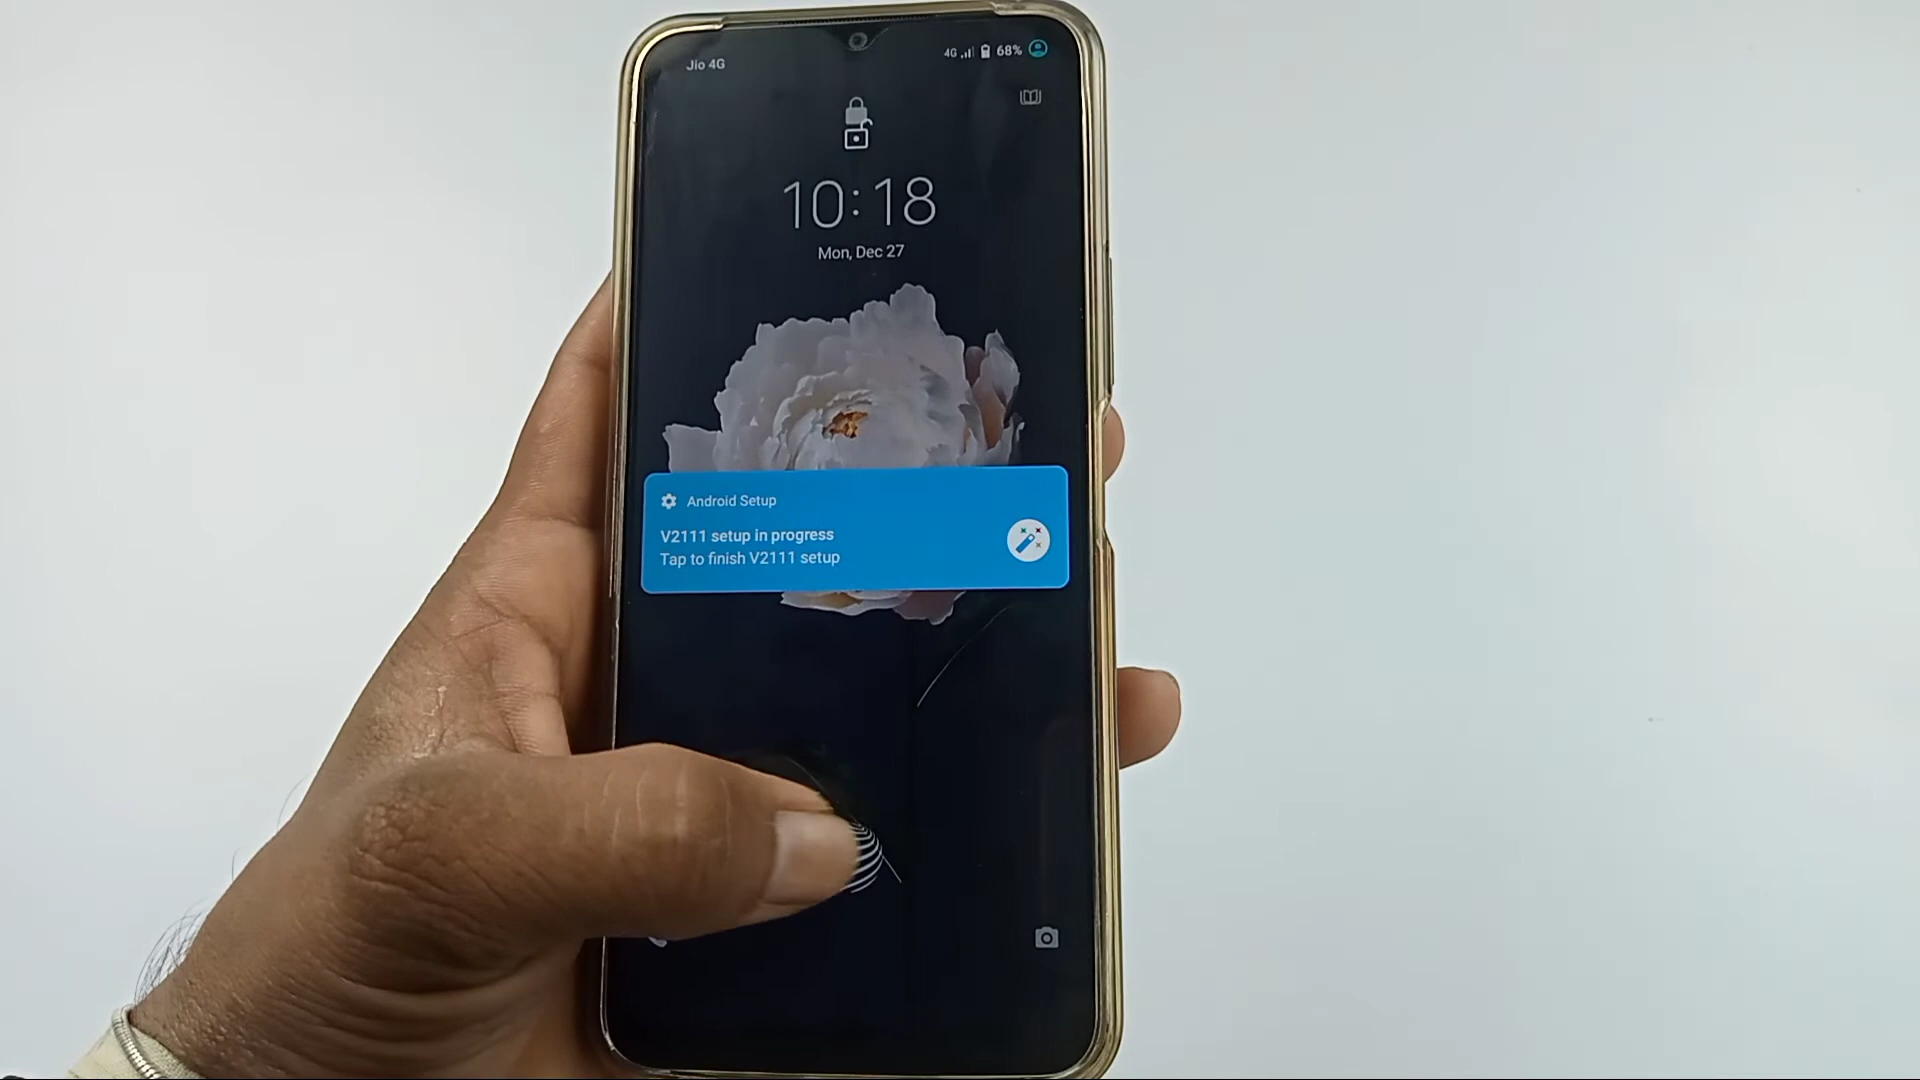 Jio 4G
4G 68%
10:18
Mon, Dec 27
Android Setup
V2111 setup in progress
Tap to finish V2111 setup